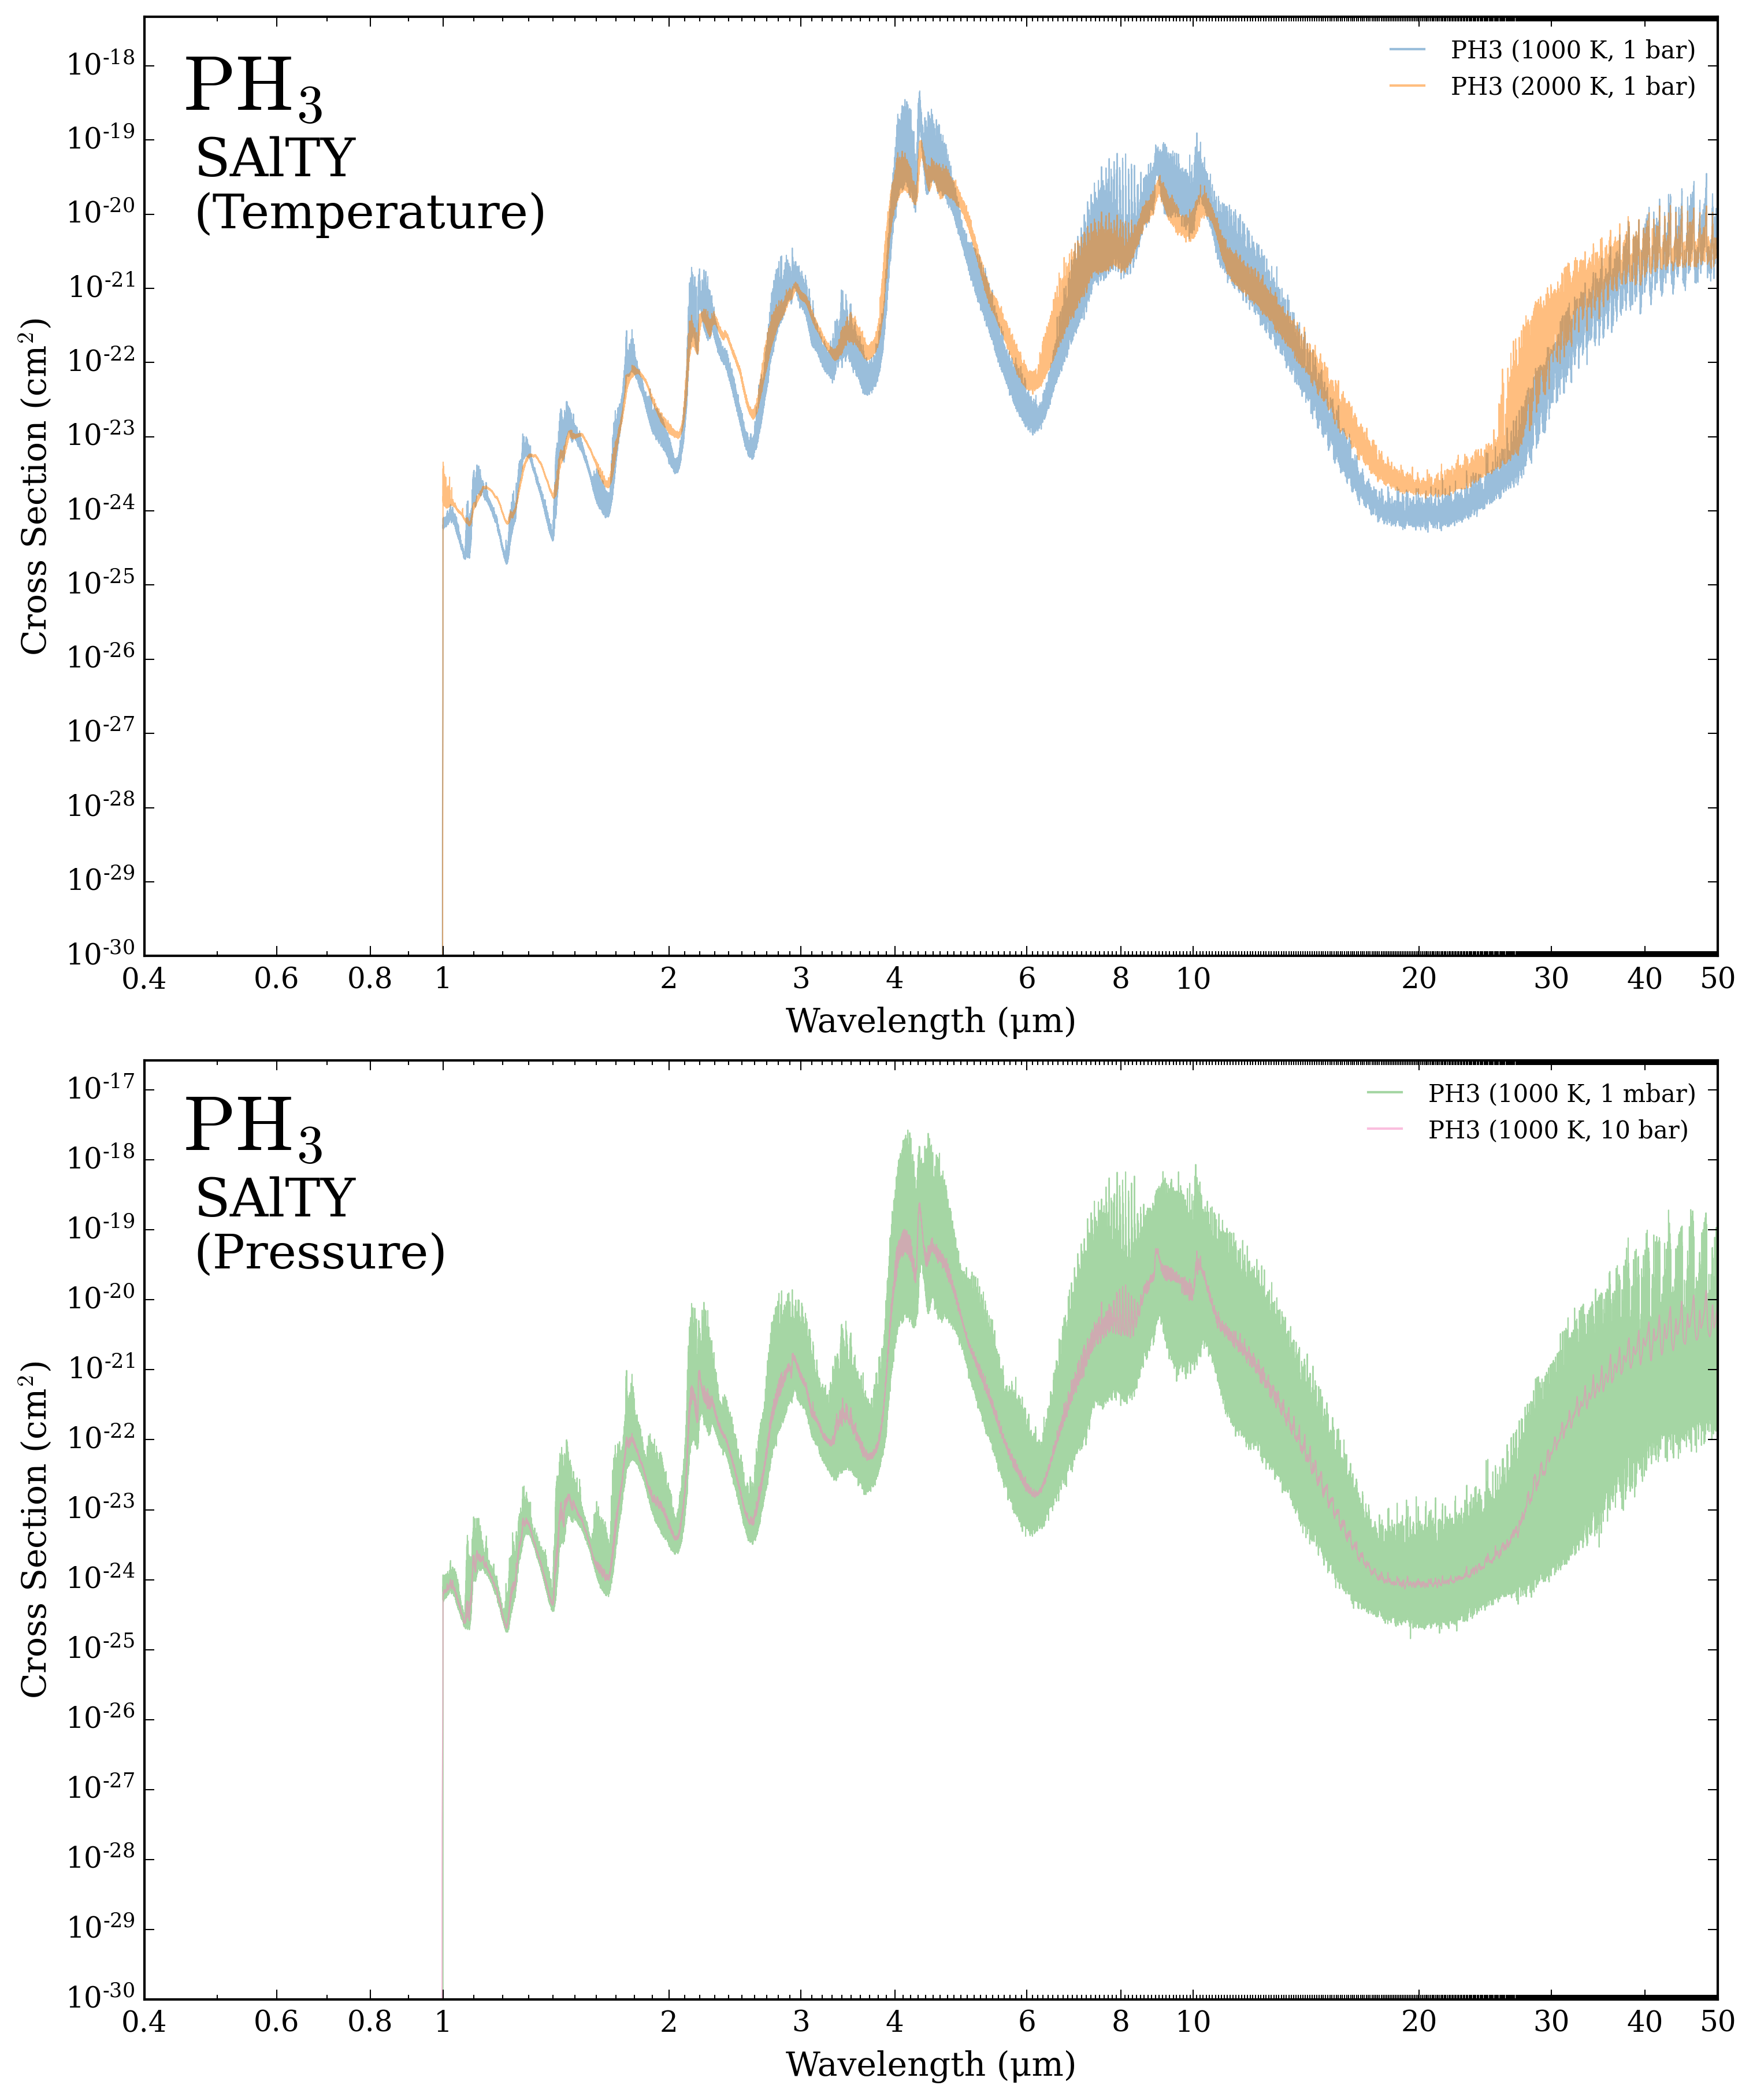 PH₃
SAlTY
(Temperature)
PH3 (1000 K, 1 bar)
PH3 (2000 K, 1 bar)
Cross Section (cm²)
10⁻¹⁸
10⁻¹⁹
10⁻²⁰
10⁻²¹
10⁻²²
10⁻²³
10⁻²⁴
10⁻²⁵
10⁻²⁶
10⁻²⁷
10⁻²⁸
10⁻²⁹
10⁻³⁰
0.4 0.6 0.8 1 2 3 4 6 8 10 20 30 40 50
Wavelength (μm)
PH₃
SAlTY
(Pressure)
PH3 (1000 K, 1 mbar)
PH3 (1000 K, 10 bar)
Cross Section (cm²)
10⁻¹⁷
10⁻¹⁸
10⁻¹⁹
10⁻²⁰
10⁻²¹
10⁻²²
10⁻²³
10⁻²⁴
10⁻²⁵
10⁻²⁶
10⁻²⁷
10⁻²⁸
10⁻²⁹
10⁻³⁰
0.4 0.6 0.8 1 2 3 4 6 8 10 20 30 40 50
Wavelength (μm)